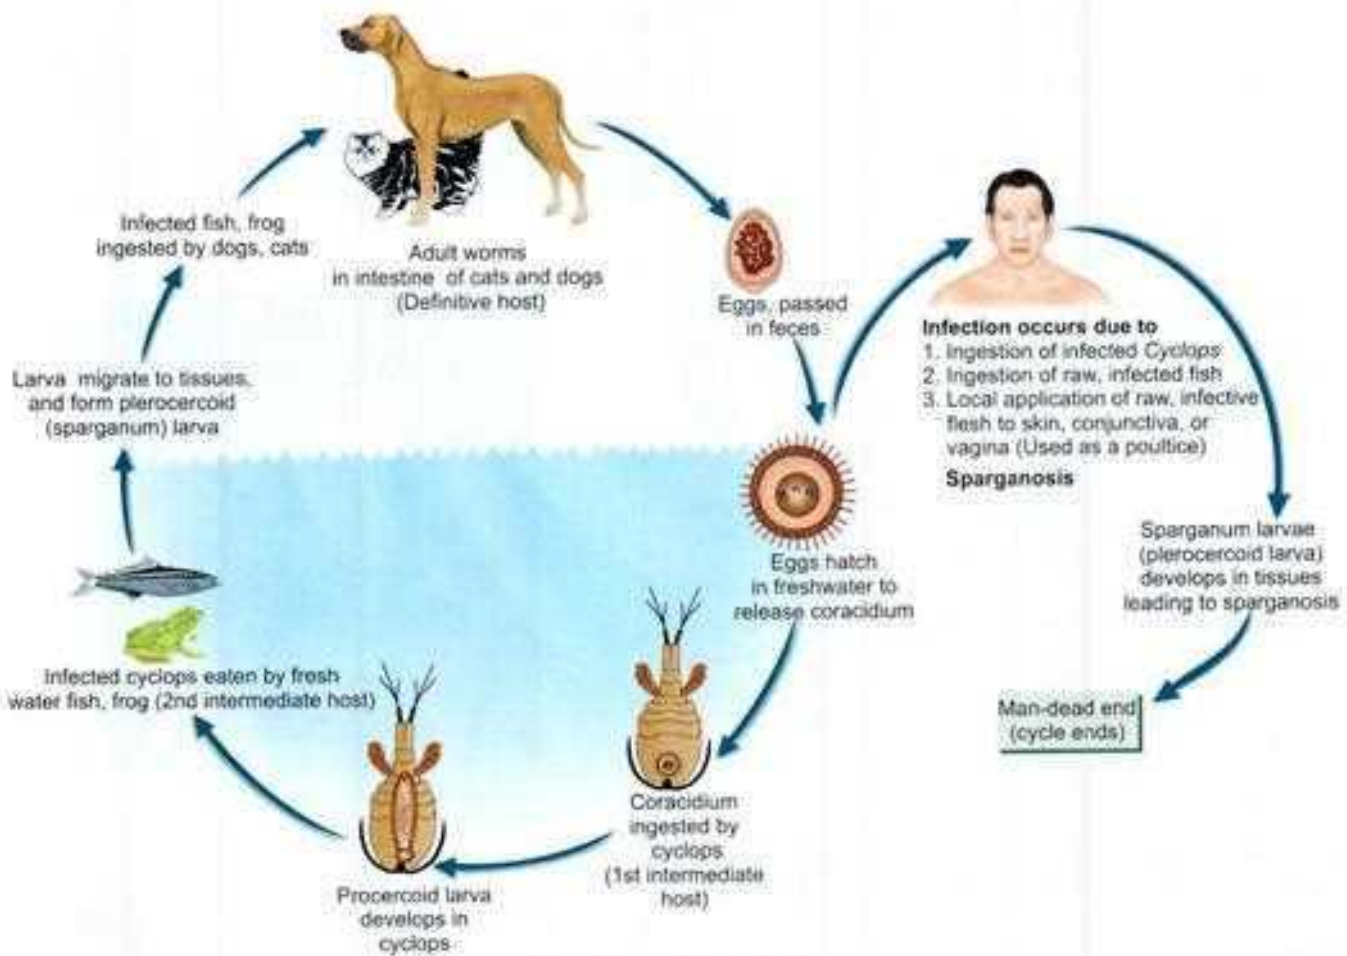 Infected fish, frog
ingested by dogs, cats
Adult worms
in intestine of cats and dogs
(Definitive host)
Eggs, passed
in feces
Infection occurs due to
1. Ingestion of infected Cyclops
2. Ingestion of raw, infected fish
3. Local application of raw, infective
flesh to skin, conjunctiva, or
vagina (Used as a poultice)
Sparganosis
Larva migrate to tissues,
and form plerocercoid
(sparganum) larva
Eggs hatch
in freshwater to
release coracidium
Sparganum larvae
(plerocercoid larva)
develops in tissues
leading to sparganosis
Infected cyclops eaten by fresh
water fish, frog (2nd intermediate host)
Man-dead end
(cycle ends)
Coracidium
ingested by
cyclops
(1st intermediate
host)
Procercoid larva
develops in
cyclops